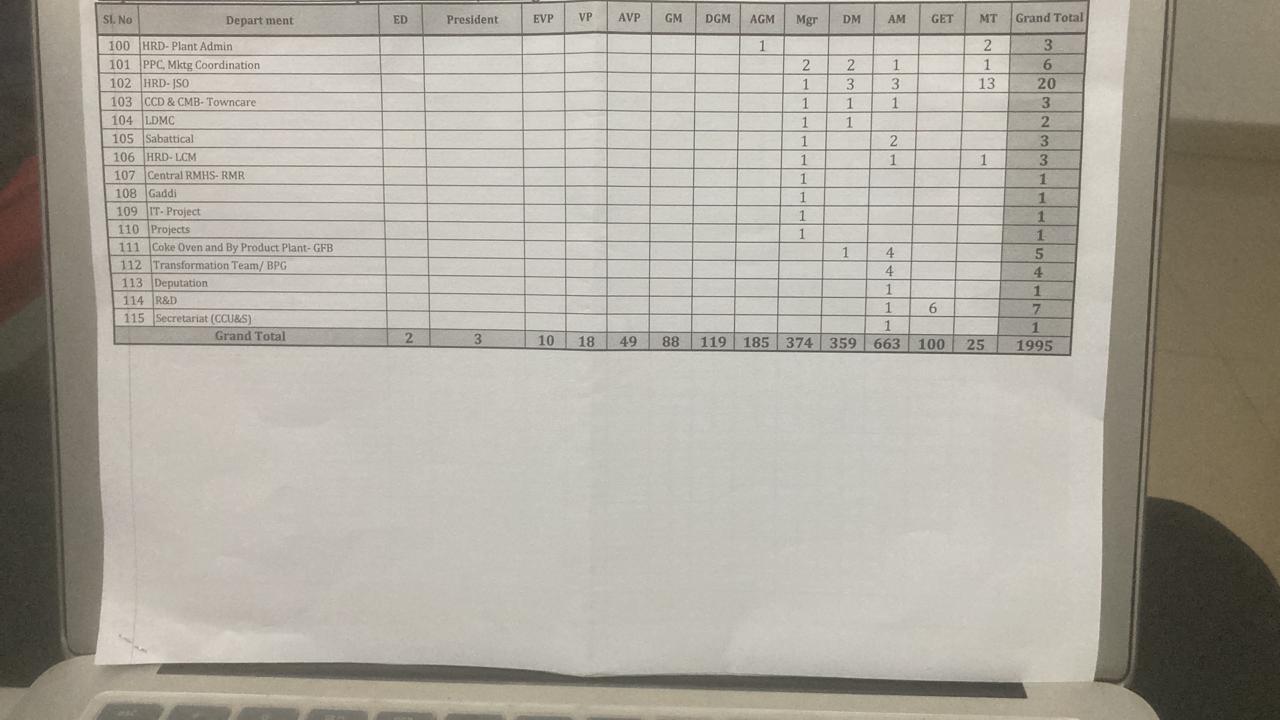 Sl. No Depart ment ED President EVP VP AVP GM DGM AGM Mgr DM AM GET MT Grand Total
100 HRD- Plant Admin 1 2 3
101 PPC, Mktg Coordination 2 2 1 1 6
102 HRD- JSO 1 3 3 13 20
103 CCD & CMB- Towncare 1 1 1 3
104 LDMC 1 1 2
105 Sabattical 1 2 3
106 HRD- LCM 1 1 1 3
107 Central RMHS- RMR 1 1
108 Gaddi 1 1
109 IT- Project 1 1
110 Projects 1 1
111 Coke Oven and By Product Plant- GFB 1 4 5
112 Transformation Team/ BPG 4 4
113 Deputation 1 1
114 R&D 1 6 7
115 Secretariat (CCU&S) 1 1
Grand Total 2 3 10 18 49 88 119 185 374 359 663 100 25 1995